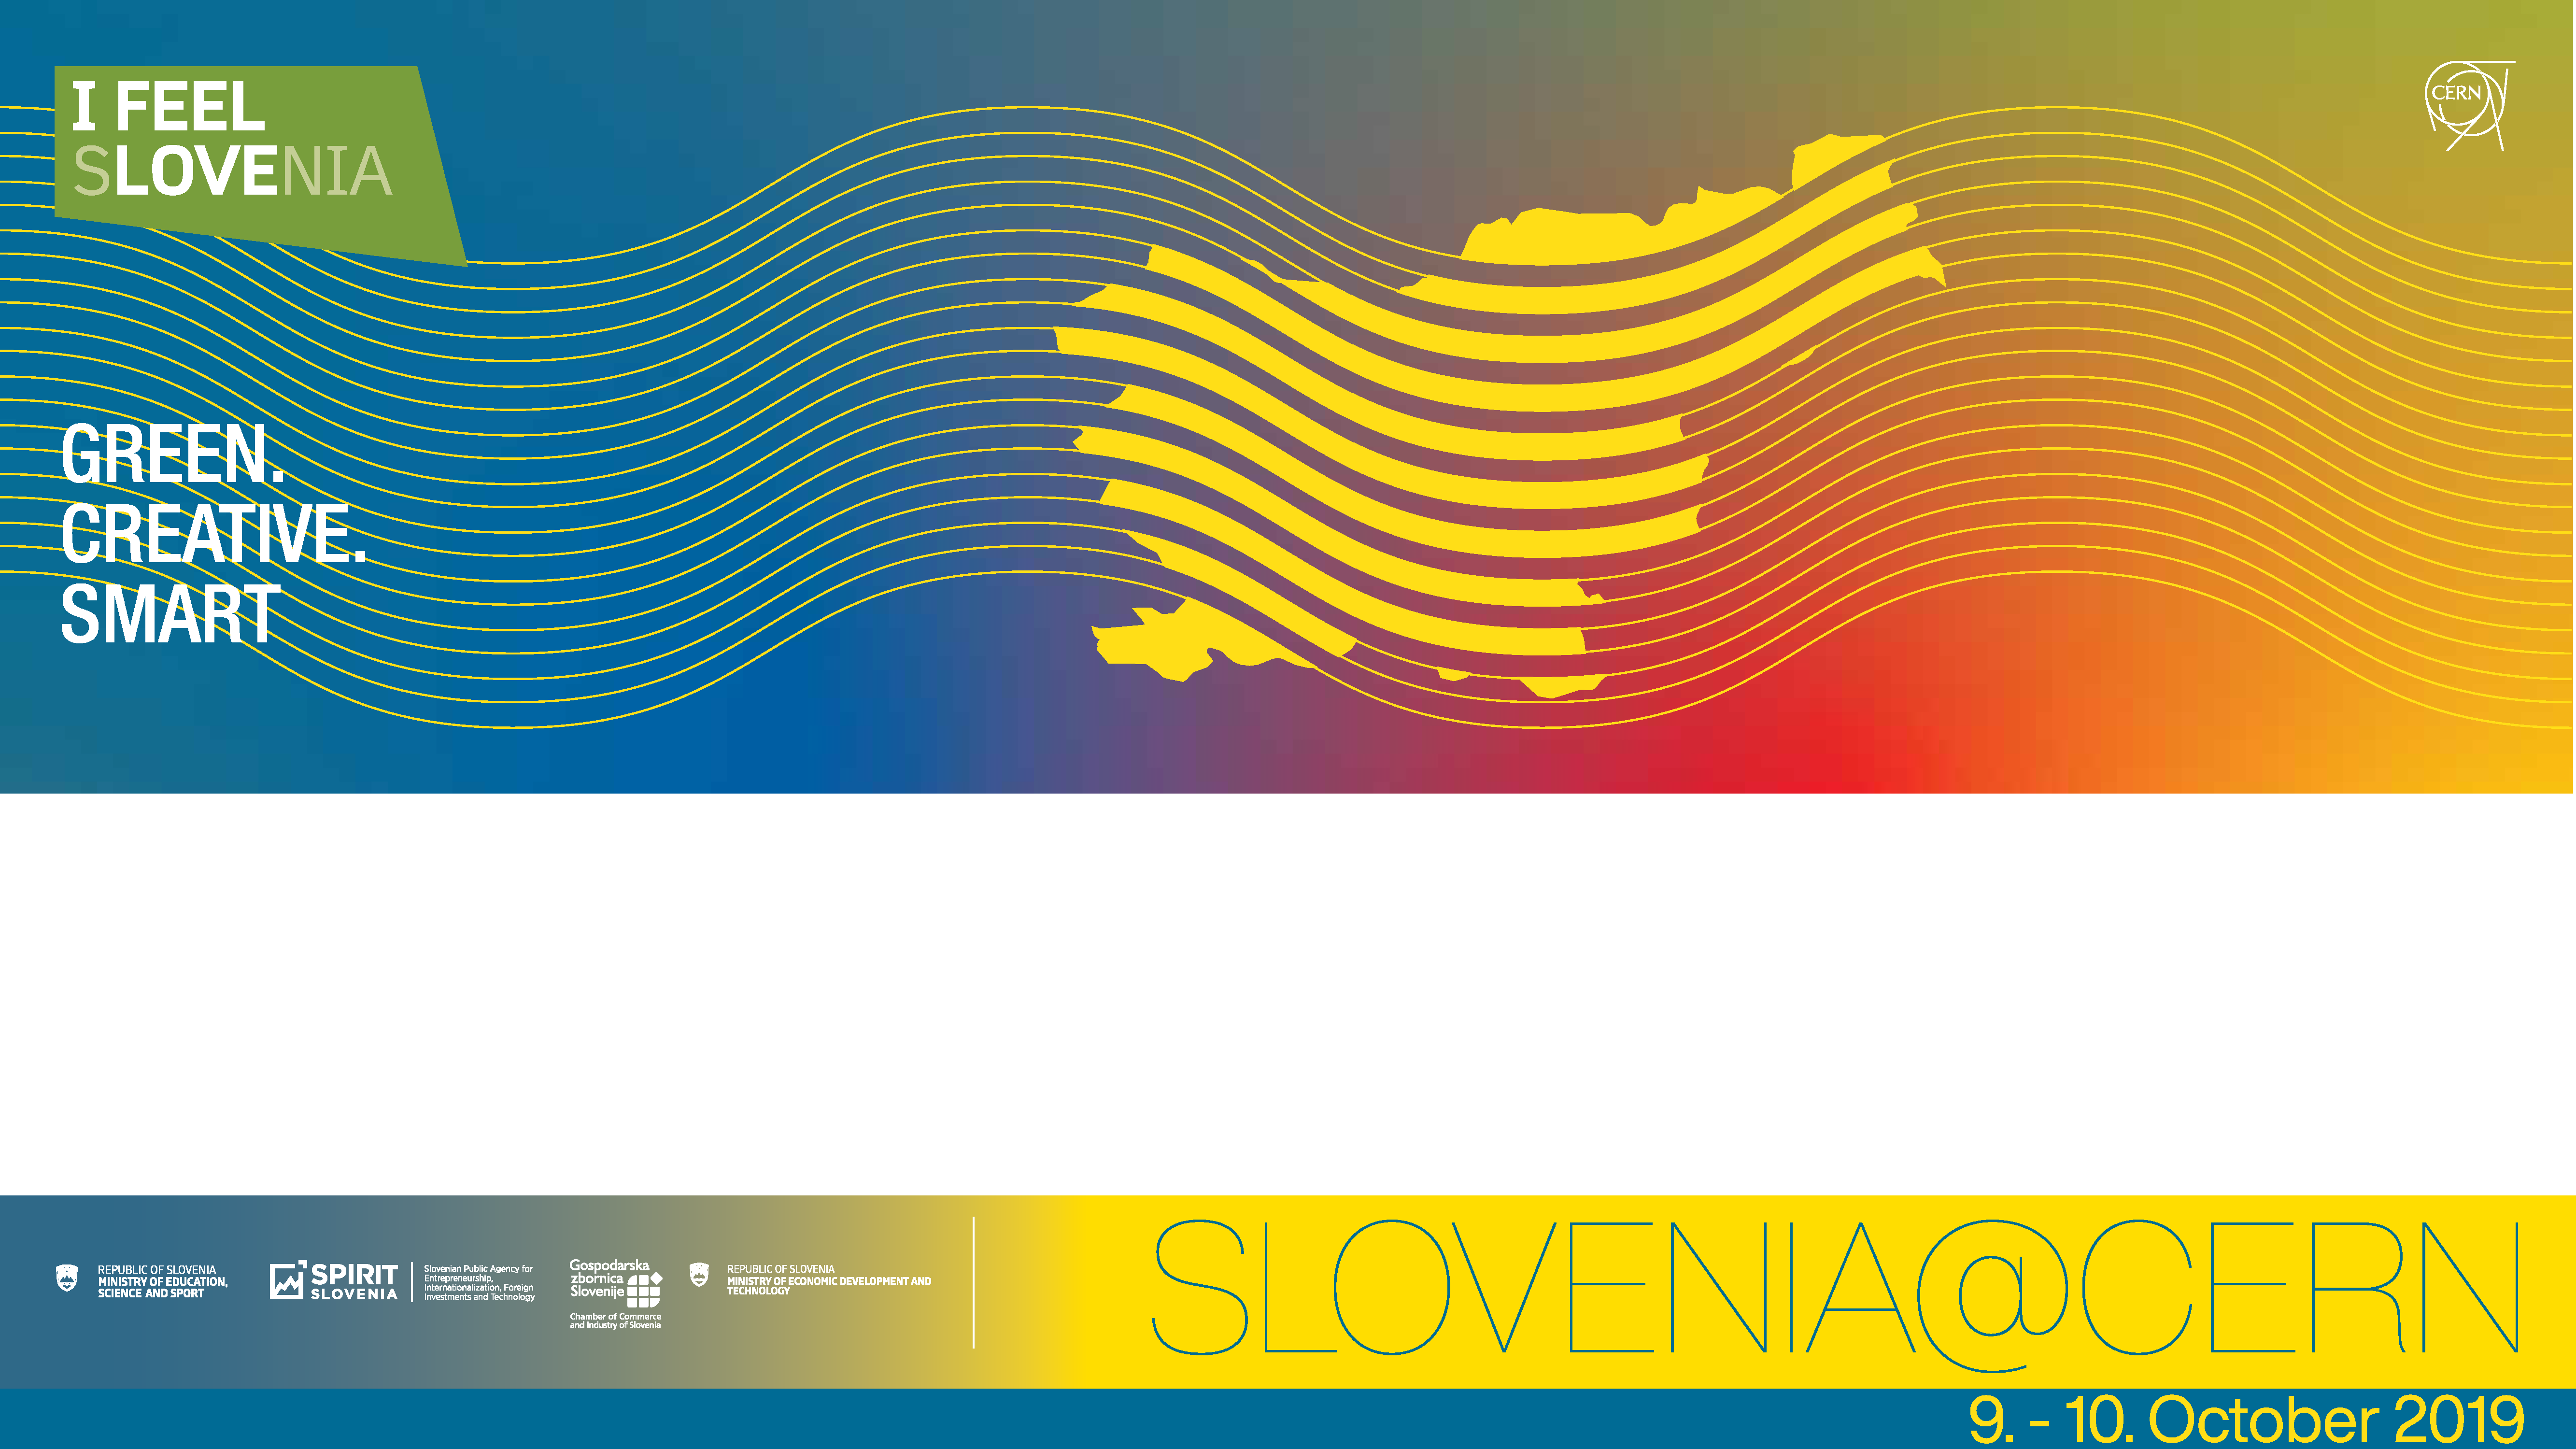 I FEEL
SLOVENIA
CERN
GREEN.
CREATIVE.
SMART
REPUBLIC OF SLOVENIA
MINISTRY OF EDUCATION,
SCIENCE AND SPORT
SPIRIT
SLOVENIA
Slovenian Public Agency for
Entrepreneurship,
Internationalization, Foreign
Investments and Technology
Gospodarska
zbornica
Slovenije
Chamber of Commerce
and Industry of Slovenia
REPUBLIC OF SLOVENIA
MINISTRY OF ECONOMIC DEVELOPMENT AND
TECHNOLOGY
SLOVENIA@CERN
9. - 10. October 2019